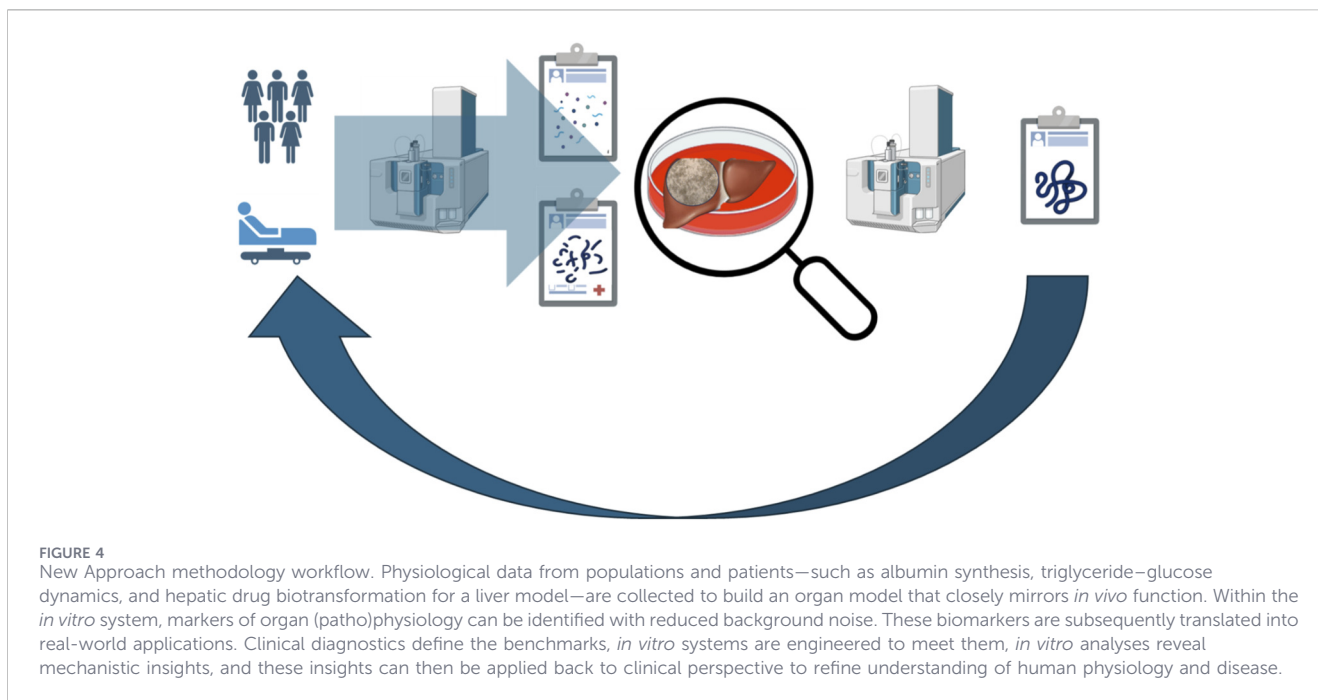 FIGURE 4
New Approach methodology workflow. Physiological data from populations and patients—such as albumin synthesis, triglyceride–glucose
dynamics, and hepatic drug biotransformation for a liver model—are collected to build an organ model that closely mirrors in vivo function. Within the
in vitro system, markers of organ (patho)physiology can be identified with reduced background noise. These biomarkers are subsequently translated into
real-world applications. Clinical diagnostics define the benchmarks, in vitro systems are engineered to meet them, in vitro analyses reveal
mechanistic insights, and these insights can then be applied back to clinical perspective to refine understanding of human physiology and disease.